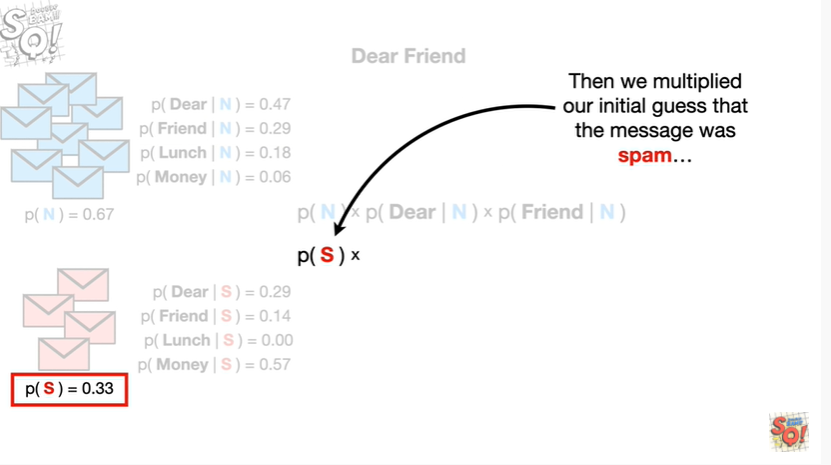 STATQUEST!
Dear Friend
Then we multiplied
our initial guess that
the message was
spam...
p( Dear | N ) = 0.47
p( Friend | N ) = 0.29
p( Lunch | N ) = 0.18
p( Money | N ) = 0.06
p( N ) = 0.67
p( N ) x p( Dear | N ) x p( Friend | N )
p( S ) x
p( Dear | S ) = 0.29
p( Friend | S ) = 0.14
p( Lunch | S ) = 0.00
p( Money | S ) = 0.57
p( S ) = 0.33
SQ!